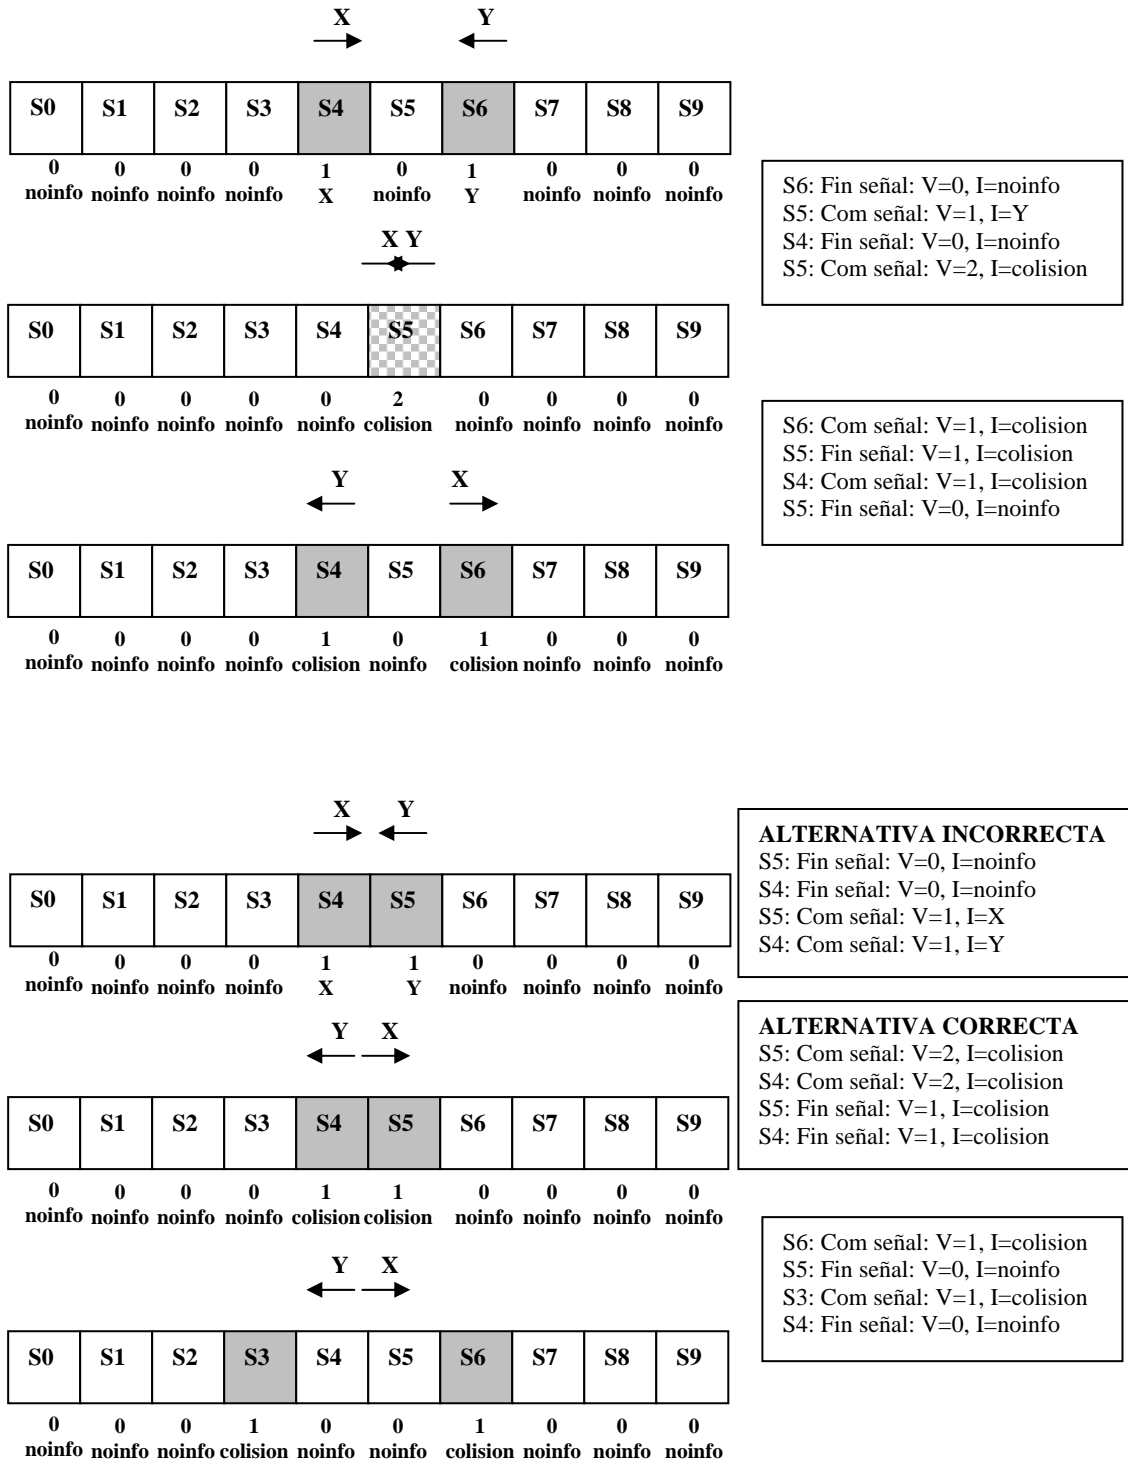 X Y
S0 S1 S2 S3 S4 S5 S6 S7 S8 S9
0 0 0 0 1 0 1 0 0 0
noinfo noinfo noinfo noinfo X noinfo Y noinfo noinfo noinfo
S6: Fin señal: V=0, I=noinfo
S5: Com señal: V=1, I=Y
S4: Fin señal: V=0, I=noinfo
S5: Com señal: V=2, I=colision
X Y
S0 S1 S2 S3 S4 S5 S6 S7 S8 S9
0 0 0 0 0 2 0 0 0 0
noinfo noinfo noinfo noinfo noinfo colision noinfo noinfo noinfo noinfo
S6: Com señal: V=1, I=colision
S5: Fin señal: V=1, I=colision
S4: Com señal: V=1, I=colision
S5: Fin señal: V=0, I=noinfo
Y X
S0 S1 S2 S3 S4 S5 S6 S7 S8 S9
0 0 0 0 1 0 1 0 0 0
noinfo noinfo noinfo noinfo colision noinfo colision noinfo noinfo noinfo
X Y
S0 S1 S2 S3 S4 S5 S6 S7 S8 S9
0 0 0 0 1 1 0 0 0 0
noinfo noinfo noinfo noinfo X Y noinfo noinfo noinfo noinfo
ALTERNATIVA INCORRECTA
S5: Fin señal: V=0, I=noinfo
S4: Fin señal: V=0, I=noinfo
S5: Com señal: V=1, I=X
S4: Com señal: V=1, I=Y
Y X
S0 S1 S2 S3 S4 S5 S6 S7 S8 S9
0 0 0 0 1 1 0 0 0 0
noinfo noinfo noinfo noinfo colision colision noinfo noinfo noinfo noinfo
ALTERNATIVA CORRECTA
S5: Com señal: V=2, I=colision
S4: Com señal: V=2, I=colision
S5: Fin señal: V=1, I=colision
S4: Fin señal: V=1, I=colision
Y X
S0 S1 S2 S3 S4 S5 S6 S7 S8 S9
0 0 0 1 0 0 1 0 0 0
noinfo noinfo noinfo colision noinfo noinfo colision noinfo noinfo noinfo
S6: Com señal: V=1, I=colision
S5: Fin señal: V=0, I=noinfo
S3: Com señal: V=1, I=colision
S4: Fin señal: V=0, I=noinfo